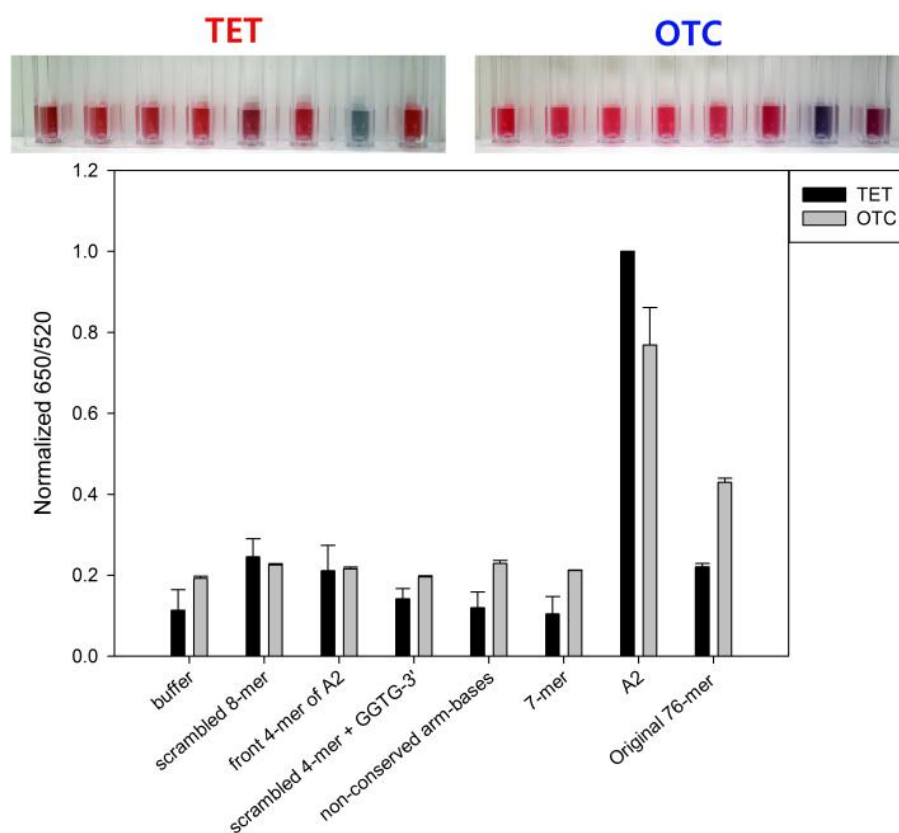 TET OTC
1.2
TET
OTC
1.0
0.8
0.6
0.4
0.2
0.0
Normalized 650/520
buffer
scrambled 8-mer
front 4-mer of A2
scrambled 4-mer + GGTG-3'
non-conserved arm-bases
7-mer
A2
Original 76-mer